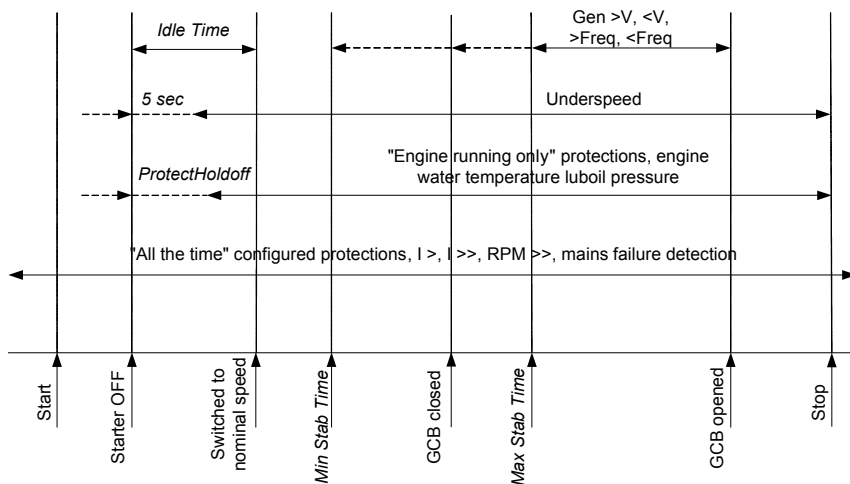 Idle Time
Gen >V, <V,
>Freq, <Freq
5 sec
Underspeed
ProtectHoldoff
"Engine running only" protections, engine
water temperature luboil pressure
"All the time" configured protections, I >, I >>, RPM >>, mains failure detection
Start
Starter OFF
Switched to
nominal speed
Min Stab Time
GCB closed
Max Stab Time
GCB opened
Stop